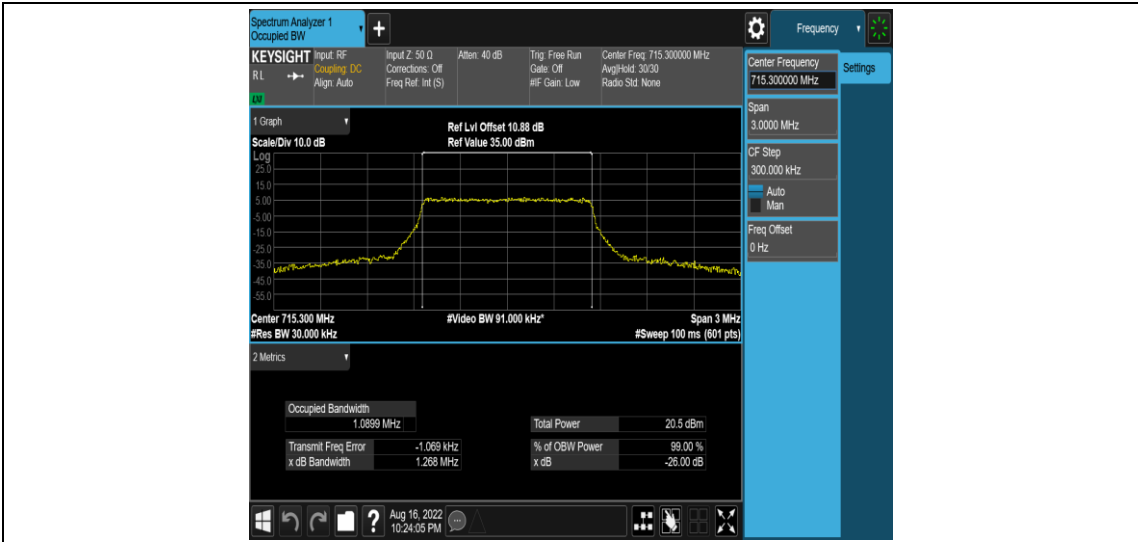 Spectrum Analyzer 1
Occupied BW
+
Frequency
KEYSIGHT
RL
Input: RF
Coupling: DC
Align: Auto
Input Z: 50 Ω
Corrections: Off
Freq Ref: Int (S)
Atten: 40 dB
Trig: Free Run
Gate: Off
#IF Gain: Low
Center Freq: 715.300000 MHz
Avg|Hold: 30/30
Radio Std: None
Center Frequency
715.300000 MHz
Settings
Span
3.0000 MHz
CF Step
300.000 kHz
Auto
Man
Freq Offset
0 Hz
1 Graph
Scale/Div 10.0 dB
Ref Lvl Offset 10.88 dB
Ref Value 35.00 dBm
Log
25.0
15.0
5.00
-5.00
-15.0
-25.0
-35.0
-45.0
-55.0
Center 715.300 MHz
#Video BW 91.000 kHz*
Span 3 MHz
#Res BW 30.000 kHz
#Sweep 100 ms (601 pts)
2 Metrics
Occupied Bandwidth
1.0899 MHz
Total Power 20.5 dBm
Transmit Freq Error -1.069 kHz
% of OBW Power 99.00 %
x dB Bandwidth 1.268 MHz
x dB -26.00 dB
?
Aug 16, 2022
10:24:05 PM